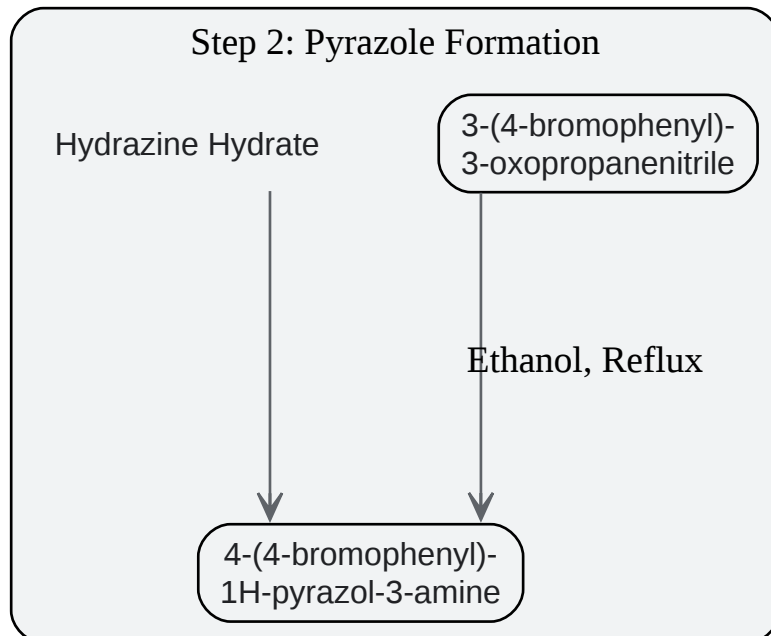 Step 2: Pyrazole Formation
Hydrazine Hydrate
3-(4-bromophenyl)-
3-oxopropanenitrile
Ethanol, Reflux
4-(4-bromophenyl)-
1H-pyrazol-3-amine